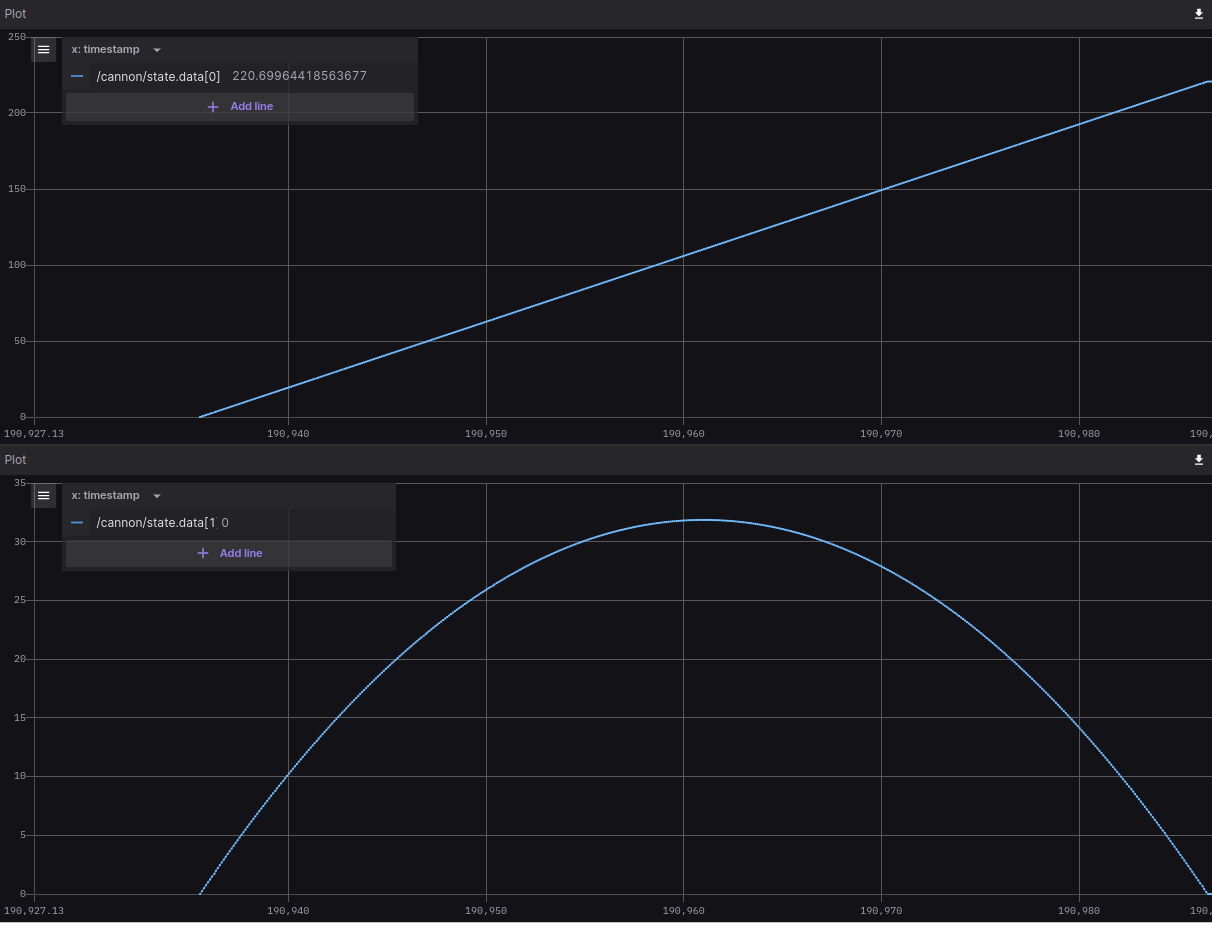 Plot
250
x: timestamp
/cannon/state.data[0] 220.69964418563677
+ Add line
200
150
100
50
0
190,927.13 190,940 190,950 190,960 190,970 190,980 190,
Plot
35
x: timestamp
/cannon/state.data[1 0
+ Add line
30
25
20
15
10
5
0
190,927.13 190,940 190,950 190,960 190,970 190,980 190,